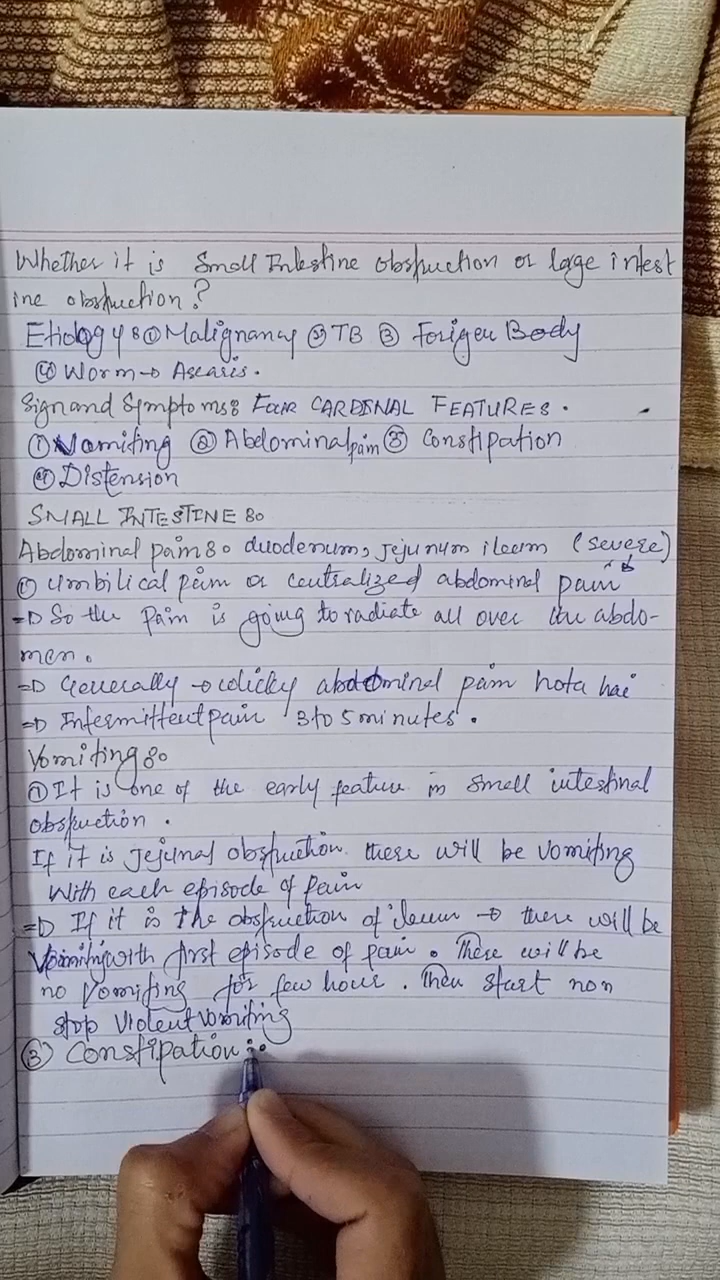 Whether it is Small Intestine obstruction or large intest
ine obstruction?
Etiology : ① Malignancy ② TB ③ Forigen Body
④ Worm → Ascaris.
Sign and Symptoms : FOUR CARDINAL FEATURES.
① Vomiting ② Abdominal pain ③ Constipation
④ Distension
SMALL INTESTINE :
Abdominal pain : duodenum, jejunum ileum (severe)
① umbilical pain or centralized abdominal pain
⇒ So the pain is going to radiate all over the abdo-
men.
⇒ Generally → colicky abdominal pain hota hai
⇒ Intermittent pain 3 to 5 minutes.
Vomiting :
① It is one of the early feature in small intestinal
obstruction.
If it is Jejunal obstruction there will be vomiting
with each episode of pain
⇒ If it is the obstruction of ileum → there will be
Vomiting with first episode of pain. There will be
no vomiting for few hour. Then start non
stop violent vomiting
③ Constipation :